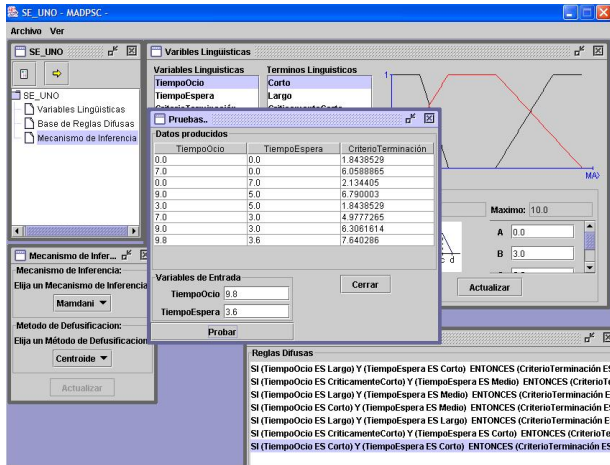 SE_UNO - MADPSC -
Archivo Ver
SE_UNO
SE_UNO
Variables Lingüisticas
Base de Reglas Difusas
Mecanismo de Inferencia
Varibles Lingüisticas
Variables Linguisticas Terminos Linguisticos
TiempoOcio Corto
TiempoEspera Largo
1
MAX
Maximo: 10.0
A 0.0
B 3.0
c d
Actualizar
Pruebas..
Datos producidos
TiempoOcio TiempoEspera CriterioTerminación
0.0 0.0 1.8438529
7.0 0.0 6.0588865
0.0 7.0 2.134405
9.0 5.0 6.790003
3.0 5.0 1.8438529
7.0 3.0 4.9777265
9.0 3.0 6.3061614
9.8 3.6 7.640286
Variables de Entrada
TiempoOcio 9.8
TiempoEspera 3.6
Probar
Cerrar
Mecanismo de Infer...
Mecanismo de Inferencia:
Elija un Mecanismo de Inferencia
Mamdani
Metodo de Defusificacion:
Elija un Método de Defusificacion
Centroide
Actualizar
Reglas Difusas
SI (TiempoOcio ES Largo) Y (TiempoEspera ES Corto) ENTONCES (CriterioTerminación ES
SI (TiempoOcio ES CriticamenteCorto) Y (TiempoEspera ES Medio) ENTONCES (CriterioTe
SI (TiempoOcio ES Largo) Y (TiempoEspera ES Medio) ENTONCES (CriterioTerminación E
SI (TiempoOcio ES Corto) Y (TiempoEspera ES Medio) ENTONCES (CriterioTerminación ES
SI (TiempoOcio ES Largo) Y (TiempoEspera ES Largo) ENTONCES (CriterioTerminación ES
SI (TiempoOcio ES CriticamenteCorto) Y (TiempoEspera ES Corto) ENTONCES (CriterioTe
SI (TiempoOcio ES Corto) Y (TiempoEspera ES Corto) ENTONCES (CriterioTerminación ES